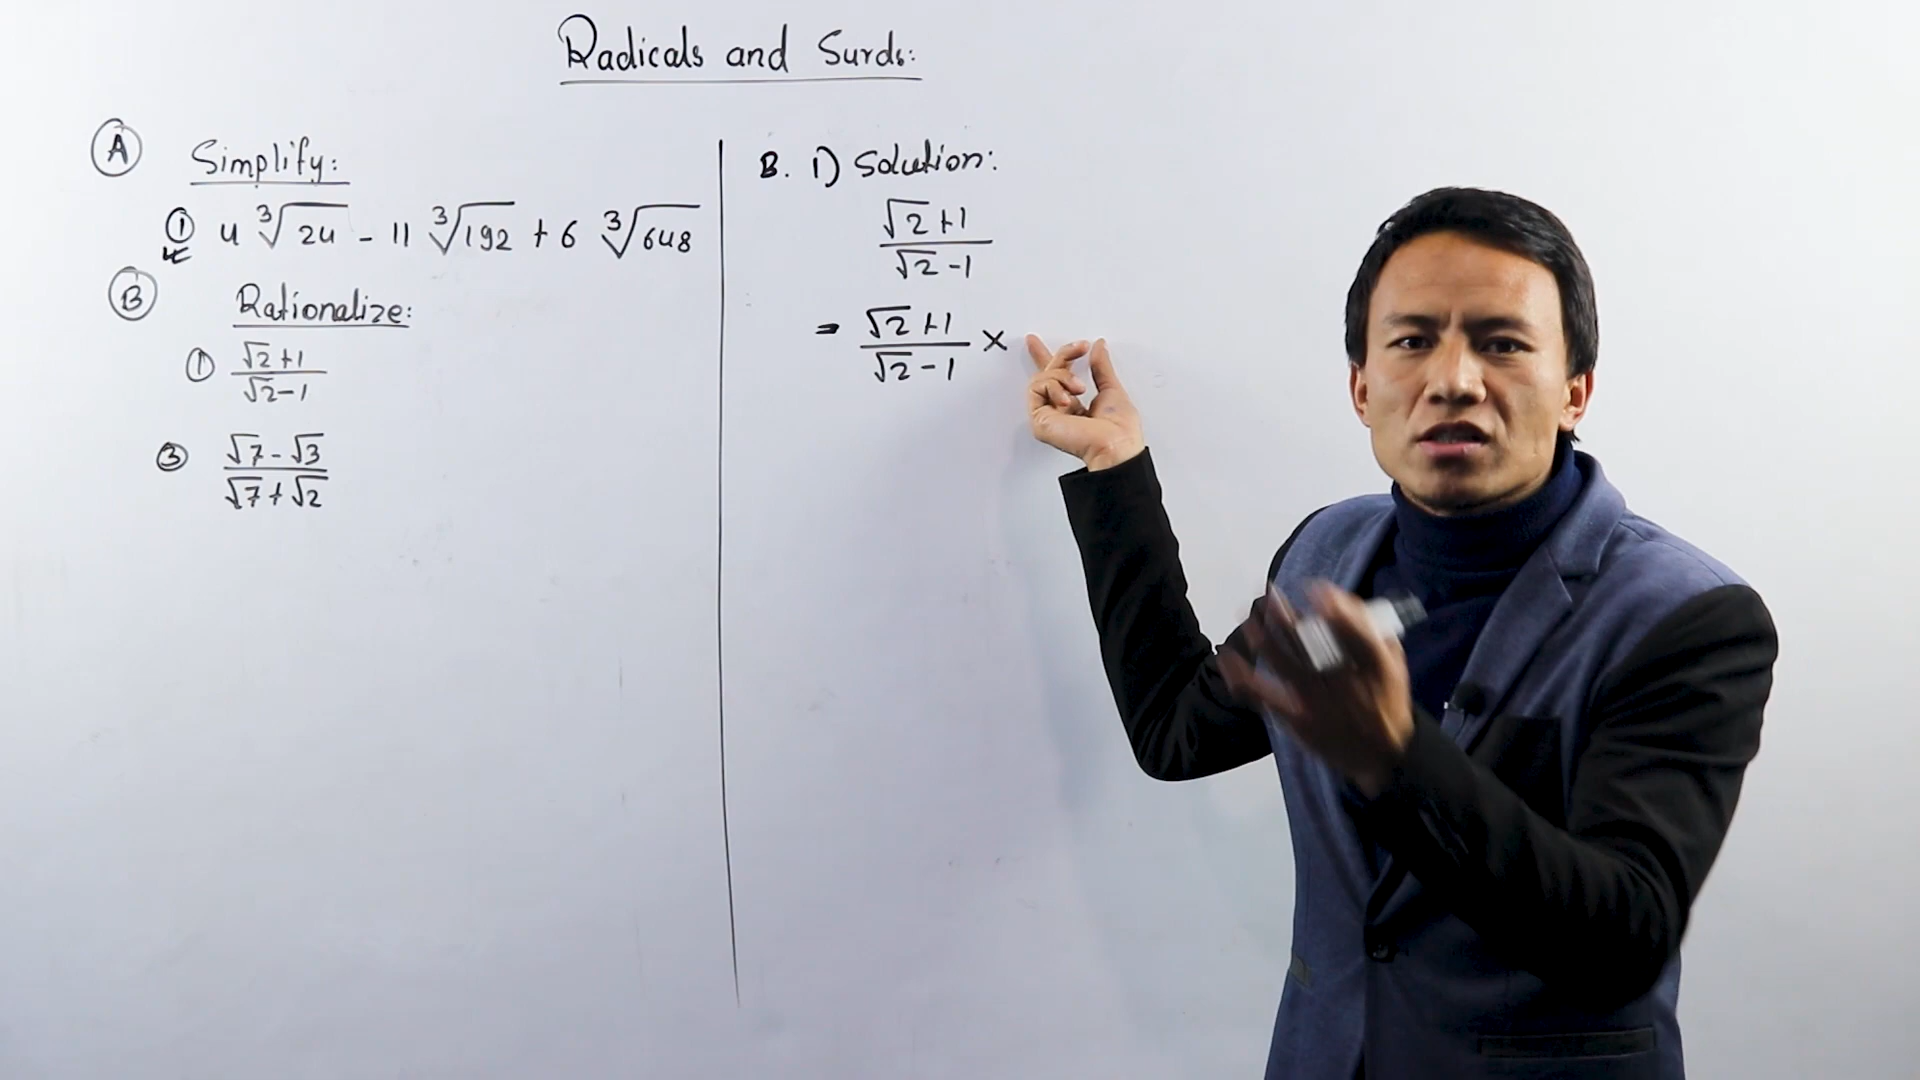 Radicals and Surds:
A Simplify:
① 4 ∛24 - 11 ∛192 + 6 ∛648
B Rationalize:
① (√2+1)/(√2-1)
③ (√7-√3)/(√7+√2)
B. 1) Solution:
(√2+1)/(√2-1)
= (√2+1)/(√2-1) ×